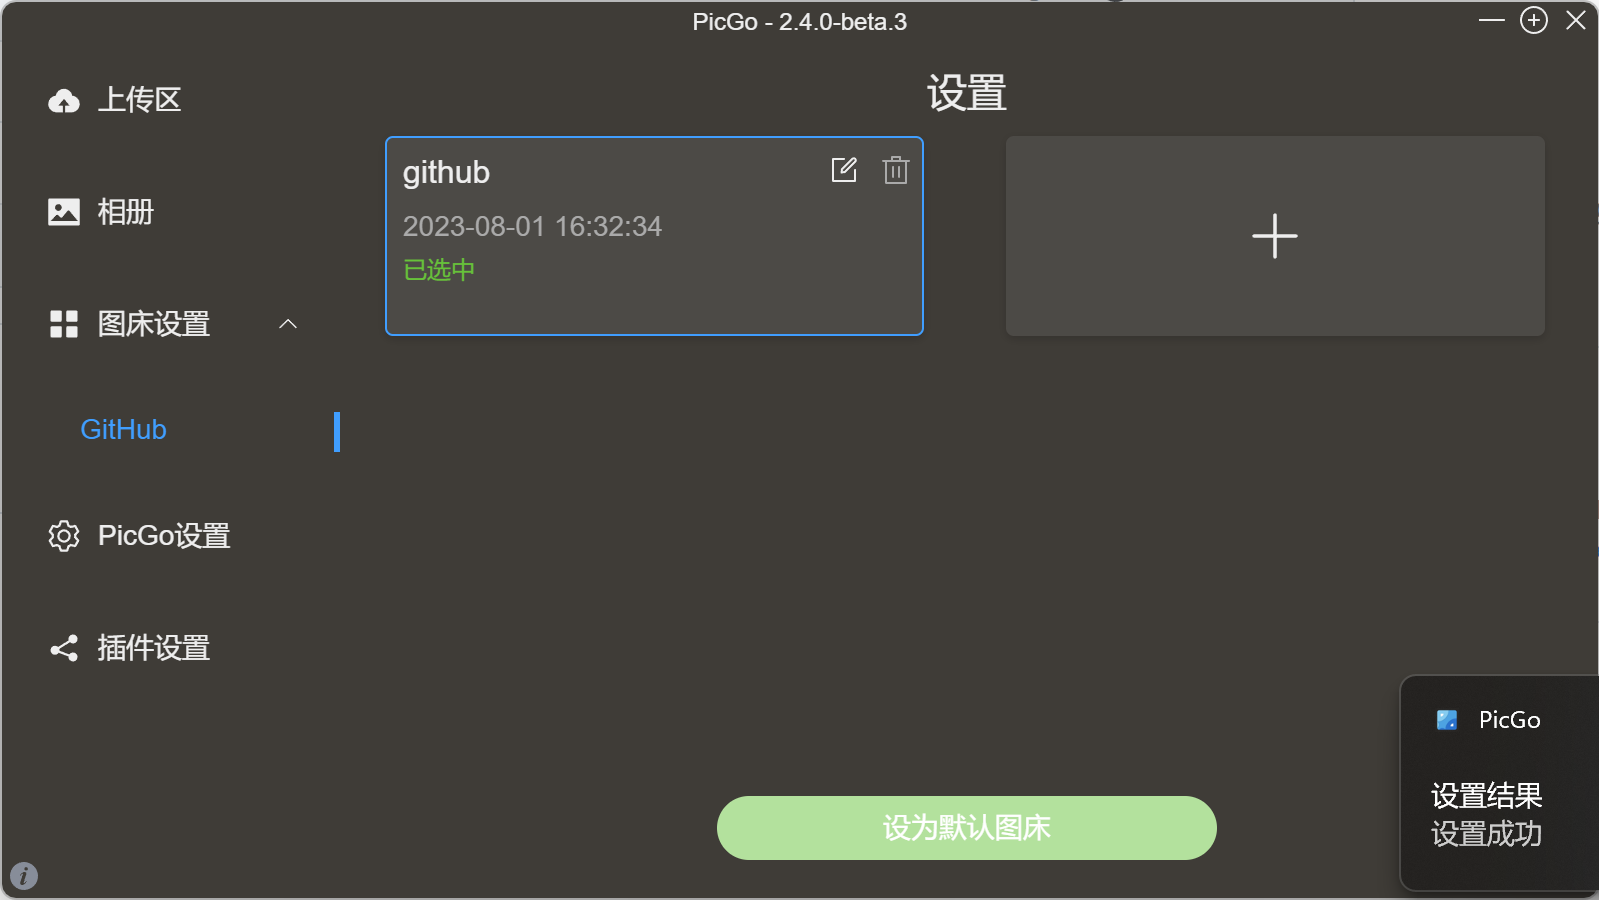 PicGo - 2.4.0-beta.3
上传区
相册
图床设置
GitHub
PicGo设置
插件设置
设置
github
2023-08-01 16:32:34
已选中
设为默认图床
PicGo
设置结果
设置成功